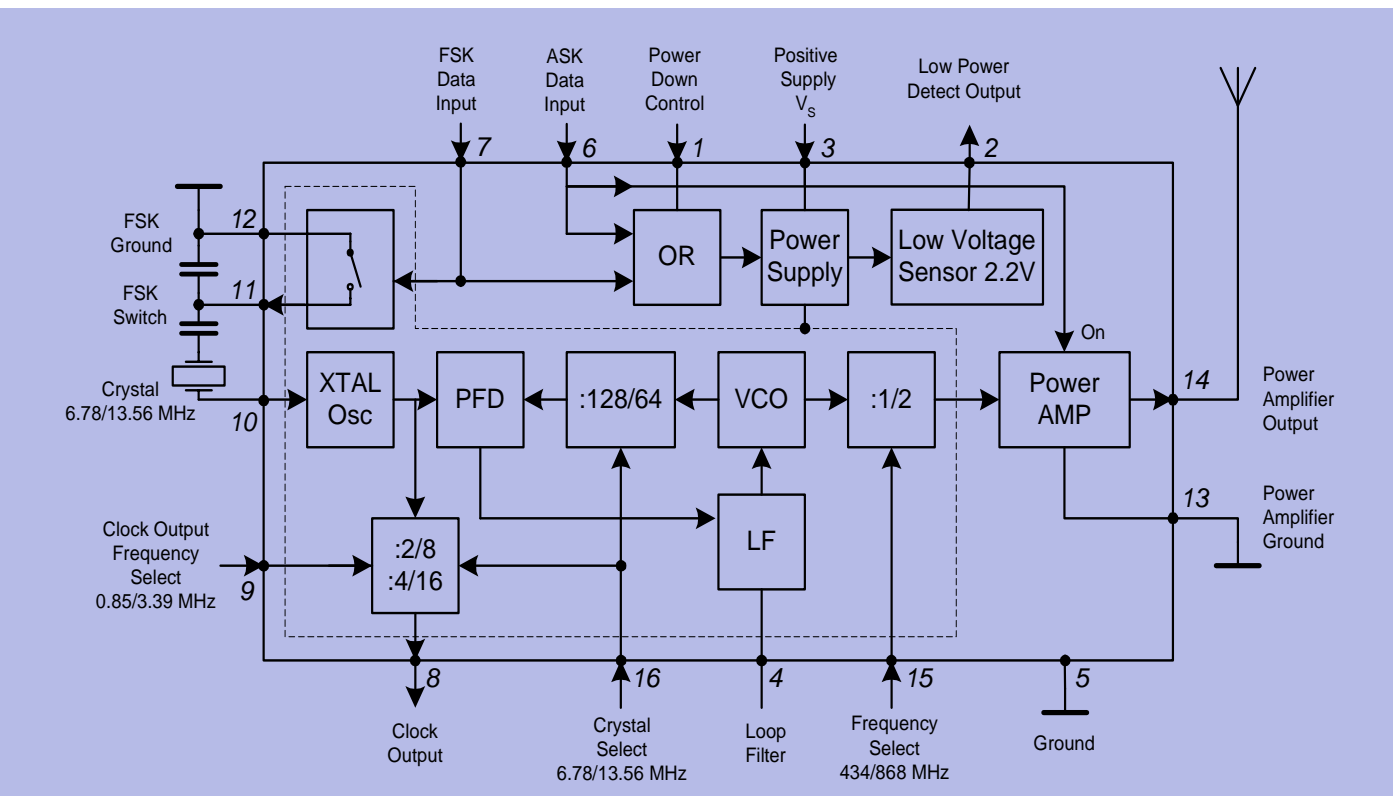 FSK
Data
Input
ASK
Data
Input
Power
Down
Control
Positive
Supply
VS
Low Power
Detect Output
7
6
1
3
2
FSK
Ground
12
FSK
Switch
11
OR
Power
Supply
Low Voltage
Sensor 2.2V
On
Crystal
6.78/13.56 MHz
10
XTAL
Osc
PFD
:128/64
VCO
:1/2
Power
AMP
14
Power
Amplifier
Output
13
Power
Amplifier
Ground
Clock Output
Frequency
Select
0.85/3.39 MHz
9
:2/8
:4/16
LF
8
16
4
15
5
Clock
Output
Crystal
Select
6.78/13.56 MHz
Loop
Filter
Frequency
Select
434/868 MHz
Ground